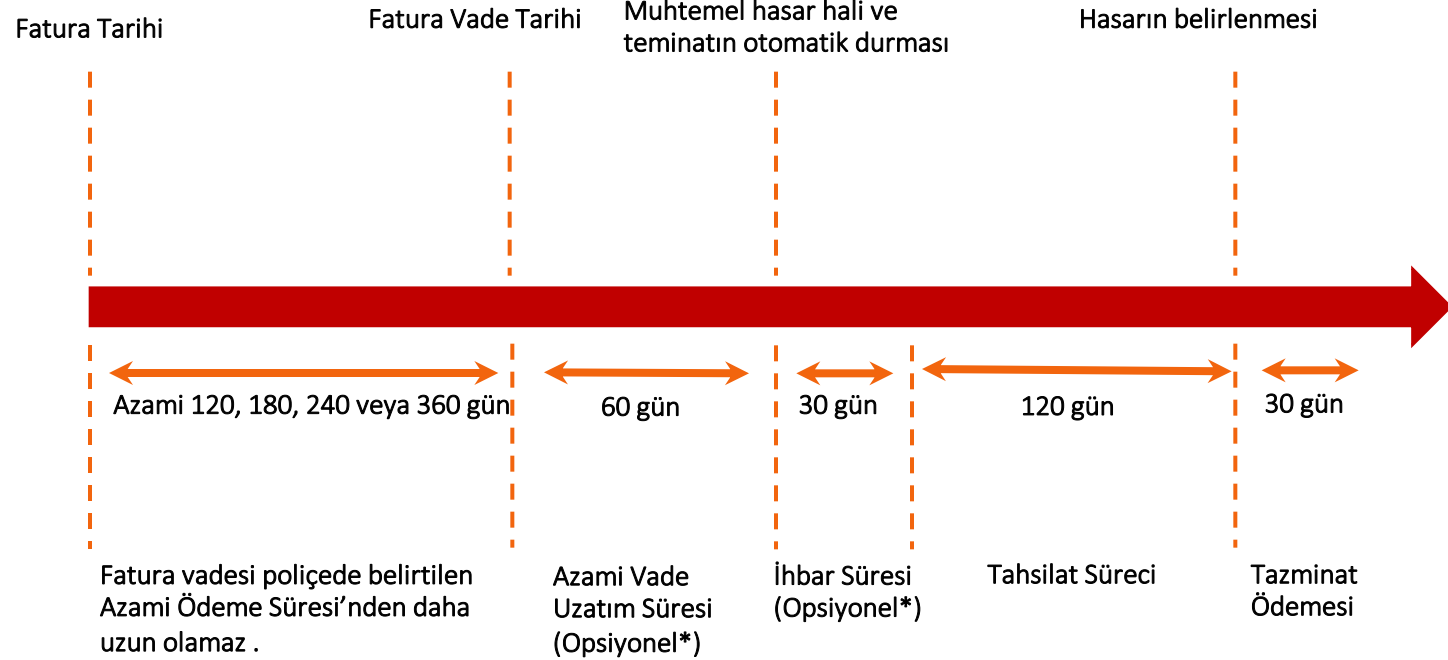 Fatura Tarihi
Fatura Vade Tarihi
Muhtemel hasar hali ve
teminatın otomatik durması
Hasarın belirlenmesi
Azami 120, 180, 240 veya 360 gün
60 gün
30 gün
120 gün
30 gün
Fatura vadesi poliçede belirtilen
Azami Ödeme Süresi’nden daha
uzun olamaz .
Azami Vade
Uzatım Süresi
(Opsiyonel*)
İhbar Süresi
(Opsiyonel*)
Tahsilat Süreci
Tazminat
Ödemesi